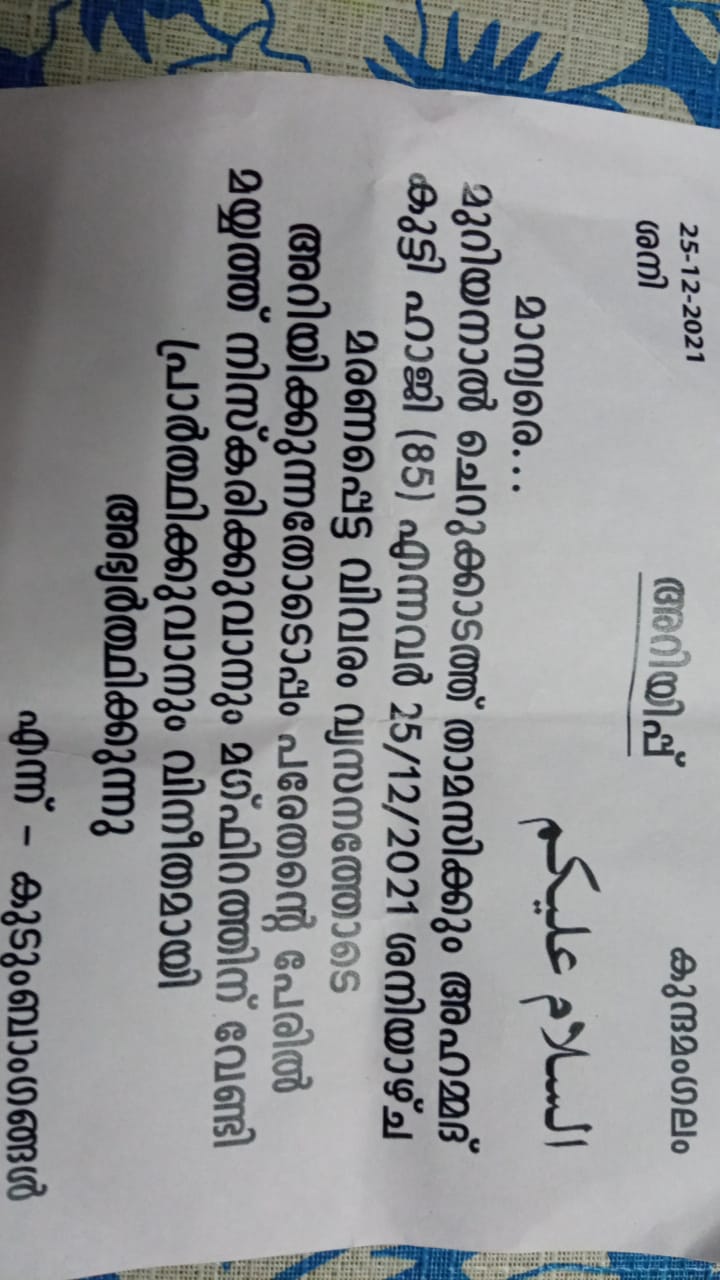 25-12-2021
ശനി
കുന്ദമംഗലം
അറിയിപ്പ്
السلام عليكم
മാന്യരെ...
മുറിയനാൽ ചെറുക്കാടത്ത് താമസിക്കും അഹമ്മദ്
കുട്ടി ഹാജി (85) എന്നവർ 25/12/2021 ശനിയാഴ്ച
മരണപ്പെട്ട വിവരം വ്യസനത്തോടെ
അറിയിക്കുന്നതോടൊപ്പം പരേതന്റെ പേരിൽ
മയ്യത്ത് നിസ്കരിക്കുവാനും മഗ്ഫിറത്തിന് വേണ്ടി
പ്രാർത്ഥിക്കുവാനും വിനീതമായി
അഭ്യർത്ഥിക്കുന്നു
എന്ന് - കുടുംബാംഗങ്ങൾ